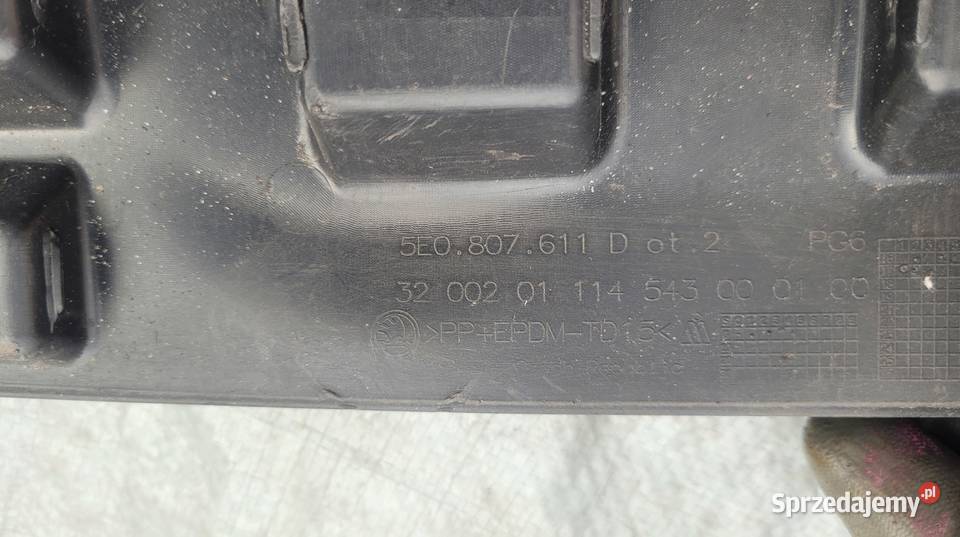 5E0.807.611 D ot 2 PG6
32 002 01 114 543 00 01 00
>PP+EPDM-TD15<
Sprzedajemy.pl